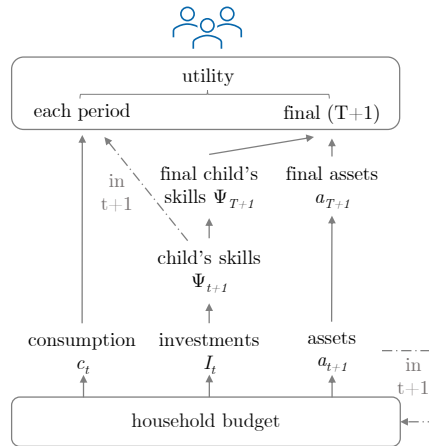 utility
each period
final (T+1)
final child's
skills Ψ_{T+1}
final assets
a_{T+1}
in
t+1
child's skills
Ψ_{t+1}
consumption
c_t
investments
I_t
assets
a_{t+1}
in
t+1
household budget